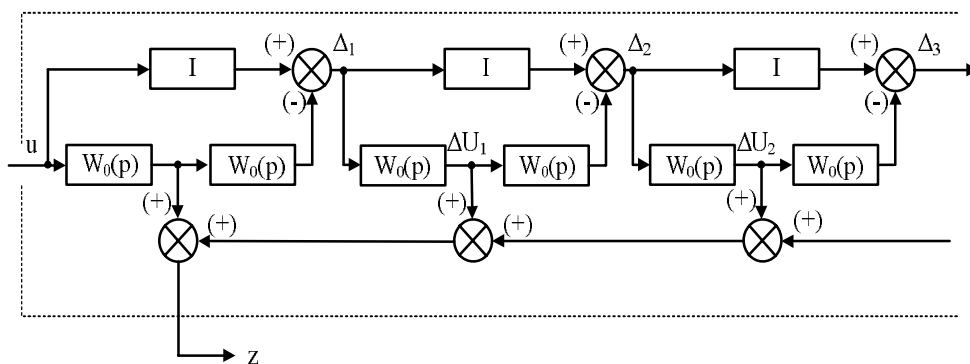 (+) Δ₁ (+) Δ₂ (+) Δ₃
I I I
(-) (-) (-)
u ΔU₁ ΔU₂
W₀(p) W₀(p) W₀(p) W₀(p) W₀(p) W₀(p)
(+) (+) (+)
(+) (+) (+)
z